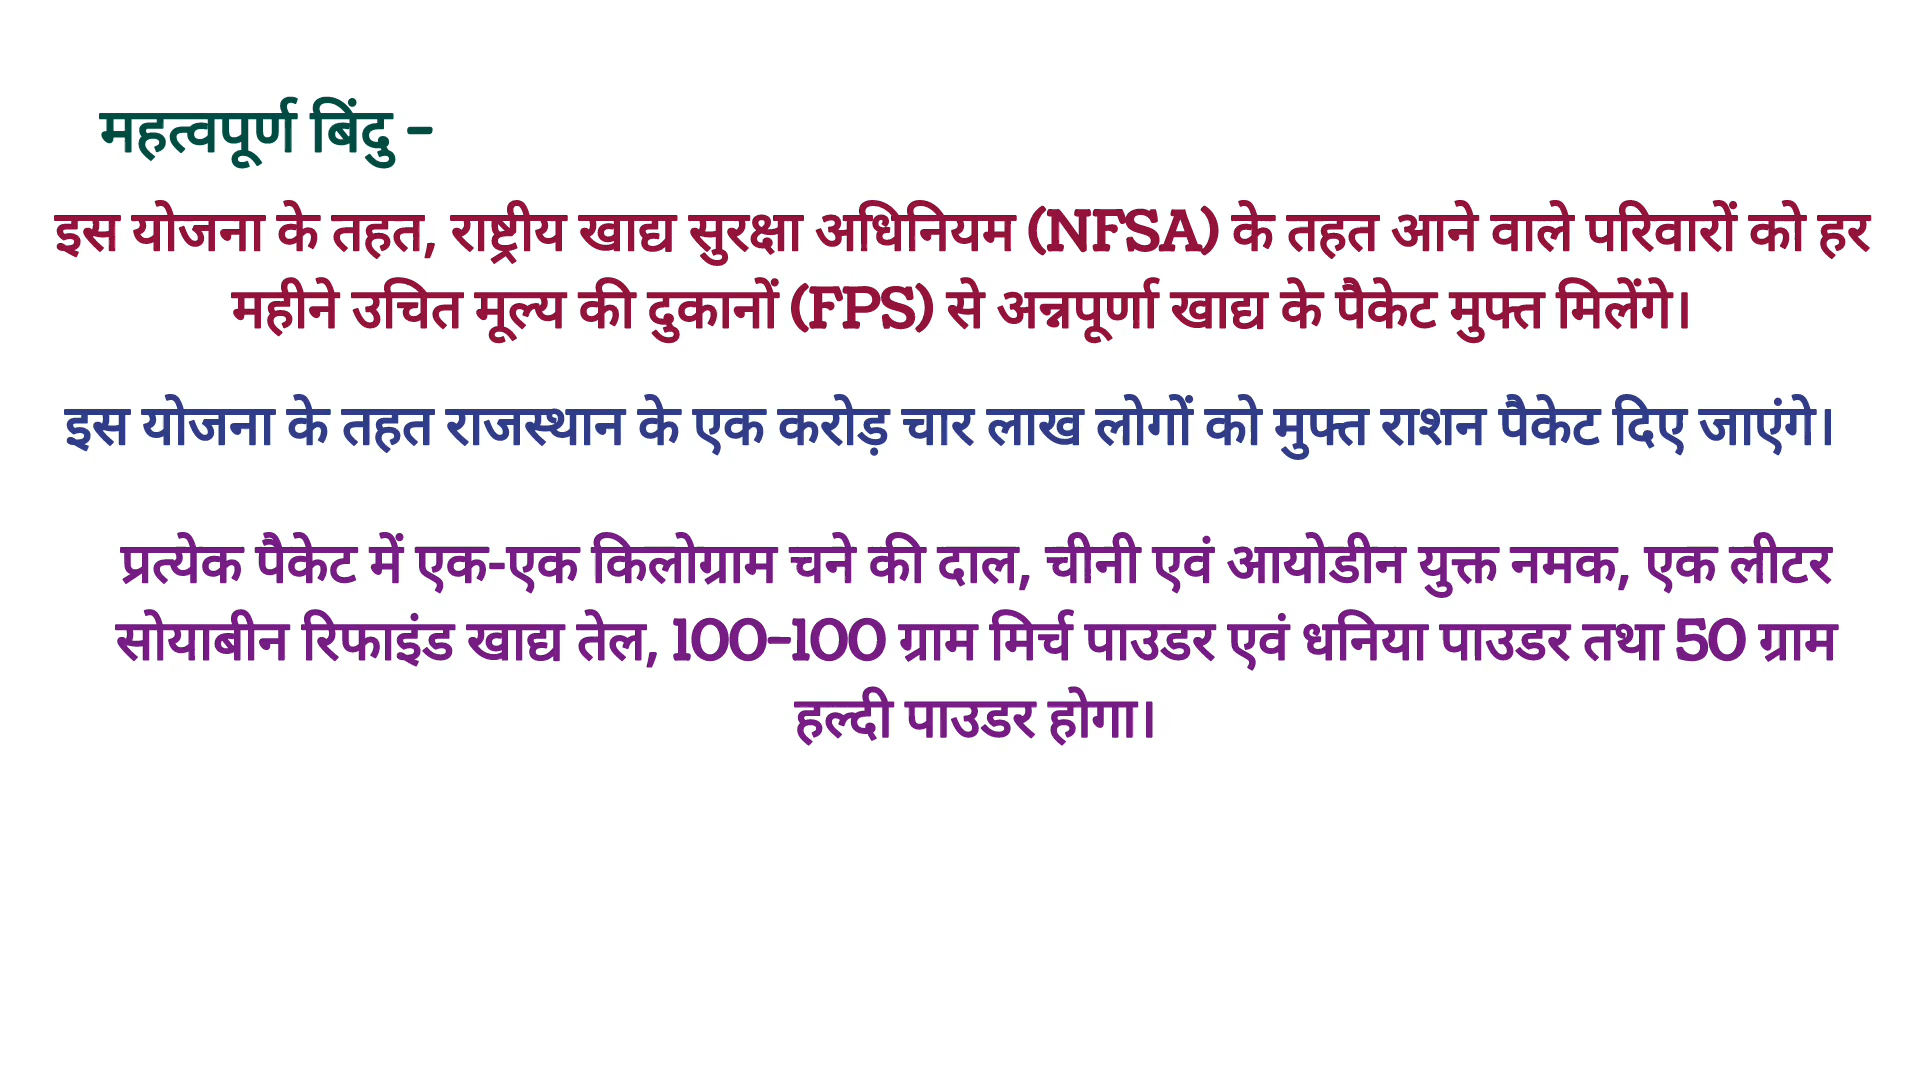 महत्वपूर्ण बिंदु -
इस योजना के तहत, राष्ट्रीय खाद्य सुरक्षा अधिनियम (NFSA) के तहत आने वाले परिवारों को हर
महीने उचित मूल्य की दुकानों (FPS) से अन्नपूर्णा खाद्य के पैकेट मुफ्त मिलेंगे।
इस योजना के तहत राजस्थान के एक करोड़ चार लाख लोगों को मुफ्त राशन पैकेट दिए जाएंगे।
प्रत्येक पैकेट में एक-एक किलोग्राम चने की दाल, चीनी एवं आयोडीन युक्त नमक, एक लीटर
सोयाबीन रिफाइंड खाद्य तेल, 100-100 ग्राम मिर्च पाउडर एवं धनिया पाउडर तथा 50 ग्राम
हल्दी पाउडर होगा।